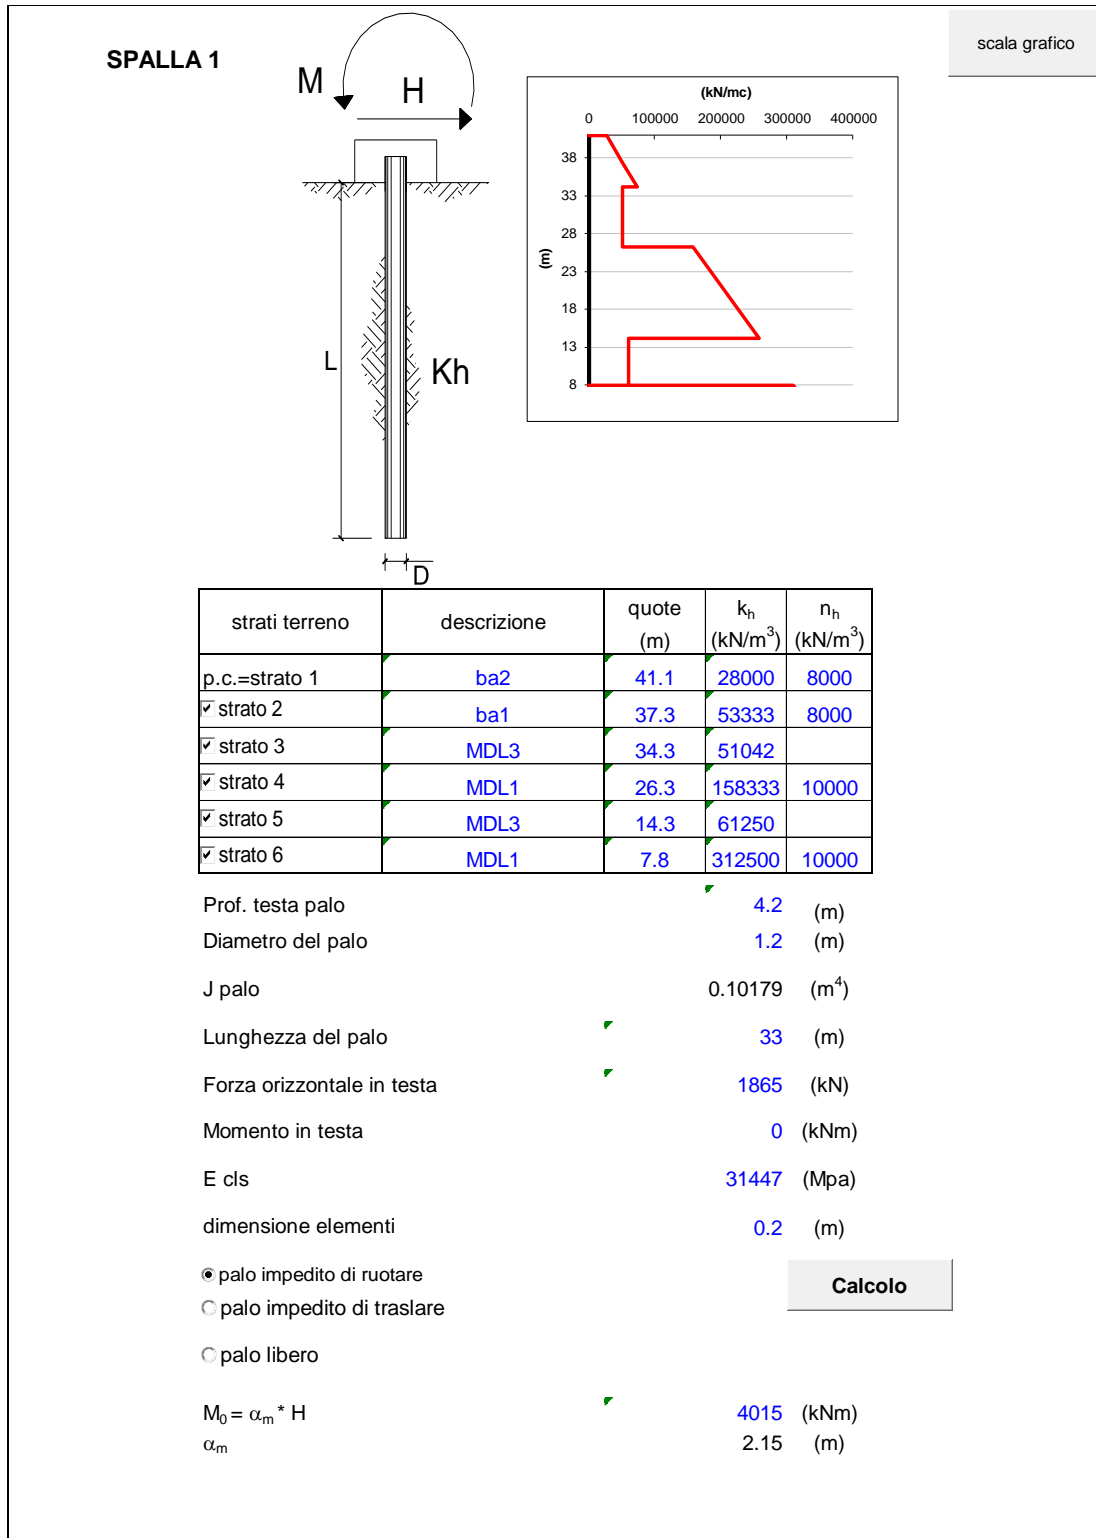 SPALLA 1
scala grafico
M
H
L
Kh
D
(kN/mc)
0 100000 200000 300000 400000
(m)
38
33
28
23
18
13
8
strati terreno descrizione quote (m) kh (kN/m³) nh (kN/m³)
p.c.=strato 1 ba2 41.1 28000 8000
strato 2 ba1 37.3 53333 8000
strato 3 MDL3 34.3 51042
strato 4 MDL1 26.3 158333 10000
strato 5 MDL3 14.3 61250
strato 6 MDL1 7.8 312500 10000
Prof. testa palo 4.2 (m)
Diametro del palo 1.2 (m)
J palo 0.10179 (m⁴)
Lunghezza del palo 33 (m)
Forza orizzontale in testa 1865 (kN)
Momento in testa 0 (kNm)
E cls 31447 (Mpa)
dimensione elementi 0.2 (m)
palo impedito di ruotare
Calcolo
palo impedito di traslare
palo libero
M₀ = αm * H 4015 (kNm)
αm 2.15 (m)